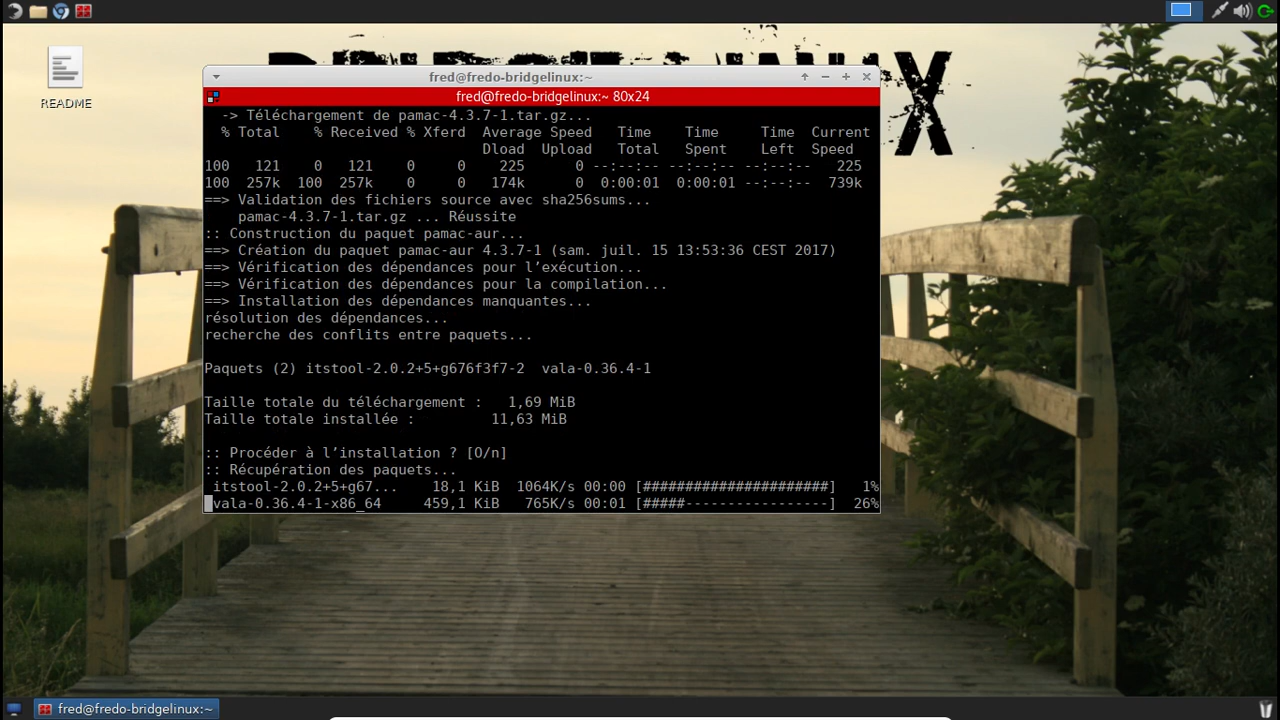 README
fred@fredo-bridgelinux:~
fred@fredo-bridgelinux:~ 80x24
-> Téléchargement de pamac-4.3.7-1.tar.gz...
% Total % Received % Xferd Average Speed Time Time Time Current
Dload Upload Total Spent Left Speed
100 121 0 121 0 0 225 0 --:--:-- --:--:-- --:--:-- 225
100 257k 100 257k 0 0 174k 0 0:00:01 0:00:01 --:--:-- 739k
==> Validation des fichiers source avec sha256sums...
pamac-4.3.7-1.tar.gz ... Réussite
:: Construction du paquet pamac-aur...
==> Création du paquet pamac-aur 4.3.7-1 (sam. juil. 15 13:53:36 CEST 2017)
==> Vérification des dépendances pour l’exécution...
==> Vérification des dépendances pour la compilation...
==> Installation des dépendances manquantes...
résolution des dépendances...
recherche des conflits entre paquets...
Paquets (2) itstool-2.0.2+5+g676f3f7-2 vala-0.36.4-1
Taille totale du téléchargement : 1,69 MiB
Taille totale installée : 11,63 MiB
:: Procéder à l’installation ? [O/n]
:: Récupération des paquets...
itstool-2.0.2+5+g67... 18,1 KiB 1064K/s 00:00 [######################] 1%
vala-0.36.4-1-x86_64 459,1 KiB 765K/s 00:01 [#####-----------------] 26%
fred@fredo-bridgelinux:~